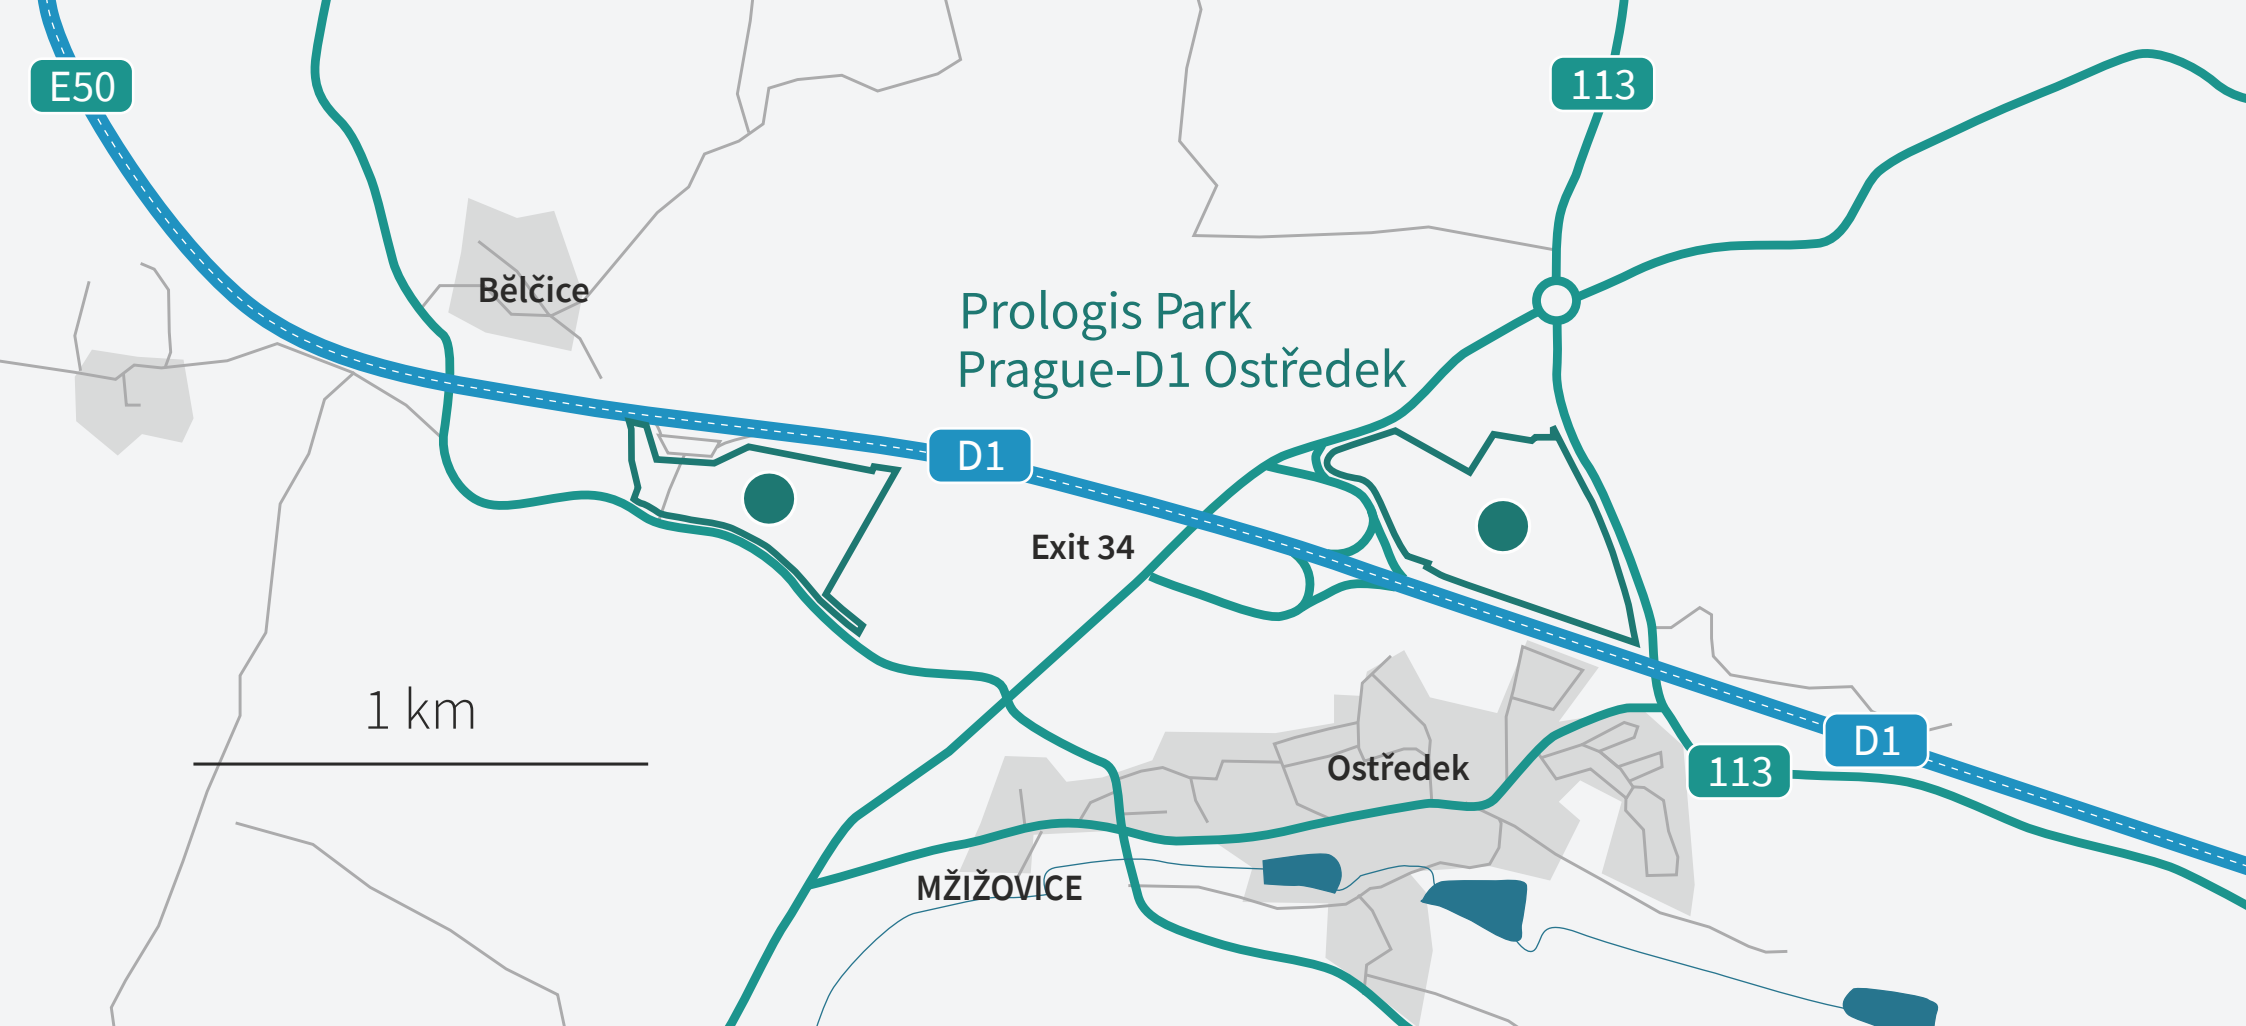 E50
113
Bělčice
Prologis Park
Prague-D1 Ostředek
D1
Exit 34
1 km
D1
Ostředek
113
MŽIŽOVICE